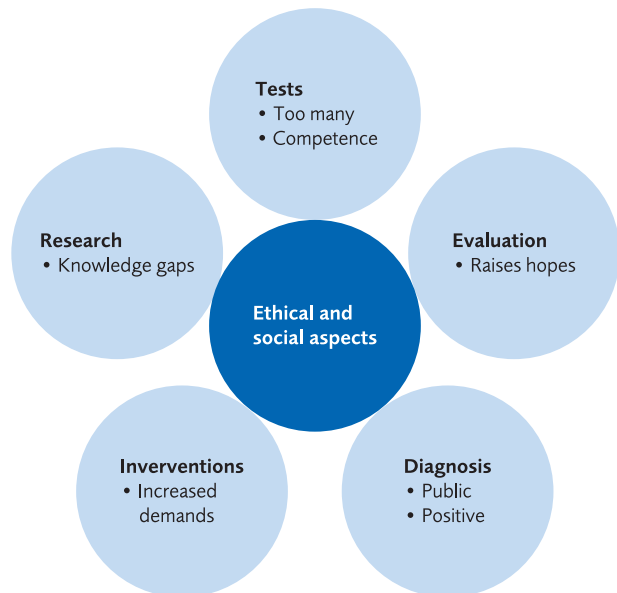 Tests
• Too many
• Competence
Research
• Knowledge gaps
Evaluation
• Raises hopes
Ethical and
social aspects
Inverventions
• Increased
demands
Diagnosis
• Public
• Positive